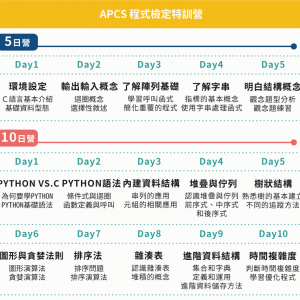 APCS 程式檢定特訓營
5日營
Day1 Day2 Day3 Day4 Day5
環境設定 輸出輸入概念 了解陣列基礎 了解字串 明白結構概念
C語言基本介紹 迴圈概念 學習呼叫函式 指標的基本概念 觀念題型分析
基礎資料型態 選擇性敘述 簡化重覆的程式 使用字串處理函式 觀念題練習
10日營
Day1 Day2 Day3 Day4 Day5
PYTHON VS.C PYTHON語法 內建資料結構 堆疊與佇列 樹狀結構
為何要學PYTHON 條件式與迴圈 串列的應用 認識堆疊與佇列 熟悉樹的基本建立
PYTHON基礎語法 函數定義與呼叫 元組的相關應用 前序式、中序式 不同的追蹤方法
和後序式
Day6 Day7 Day8 Day9 Day10
圖形與貪婪法則 排序法 雜湊表 進階資料結構 時間複雜度
圖形演算法 排序問題 認識雜湊表 集合和字典 判斷時間複雜度
貪婪演算法 排序演算法 堆積的概念 定義和運用 學習優化程式
進階資料儲存方法